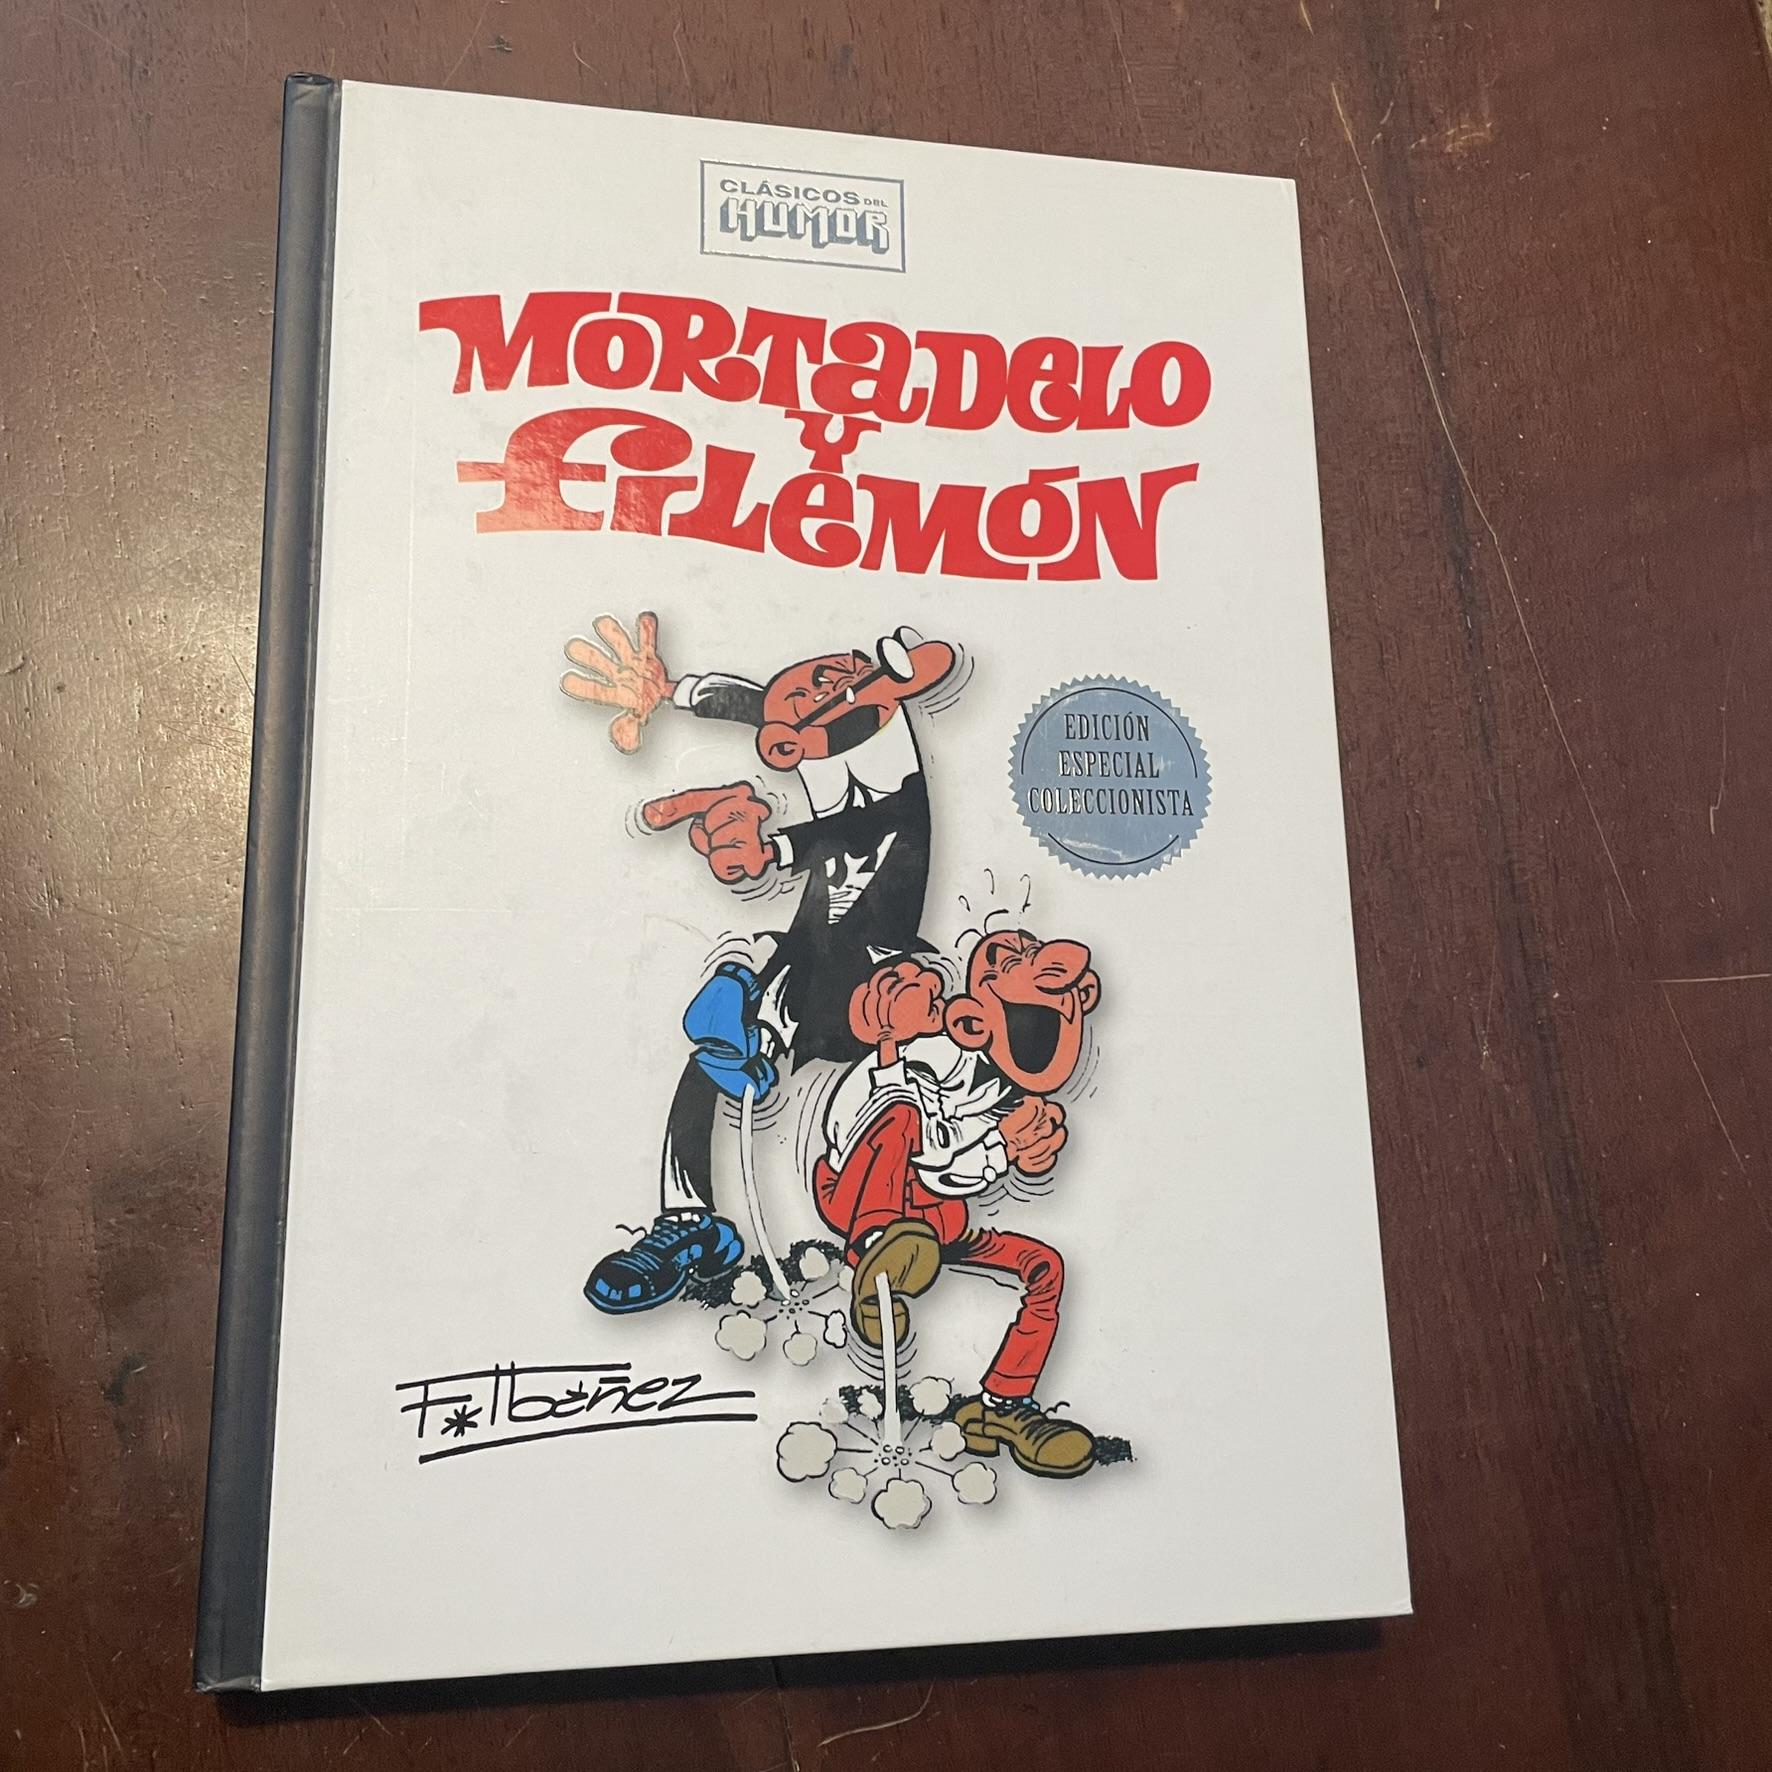 CLÁSICOS DEL
HUMOR
MORTADELO
Y
FILEMÓN
EDICIÓN
ESPECIAL
COLECCIONISTA
F. Ibáñez